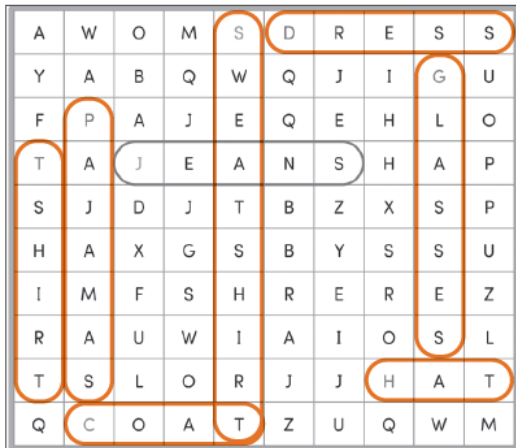 A W O M S D R E S S
Y A B Q W Q J I G U
F P A J E Q E H L O
T A J E A N S H A P
S J D J T B Z X S P
H A X G S B Y S S U
I M F S H R E R E Z
R A U W I A I O S L
T S L O R J J H A T
Q C O A T Z U Q W M